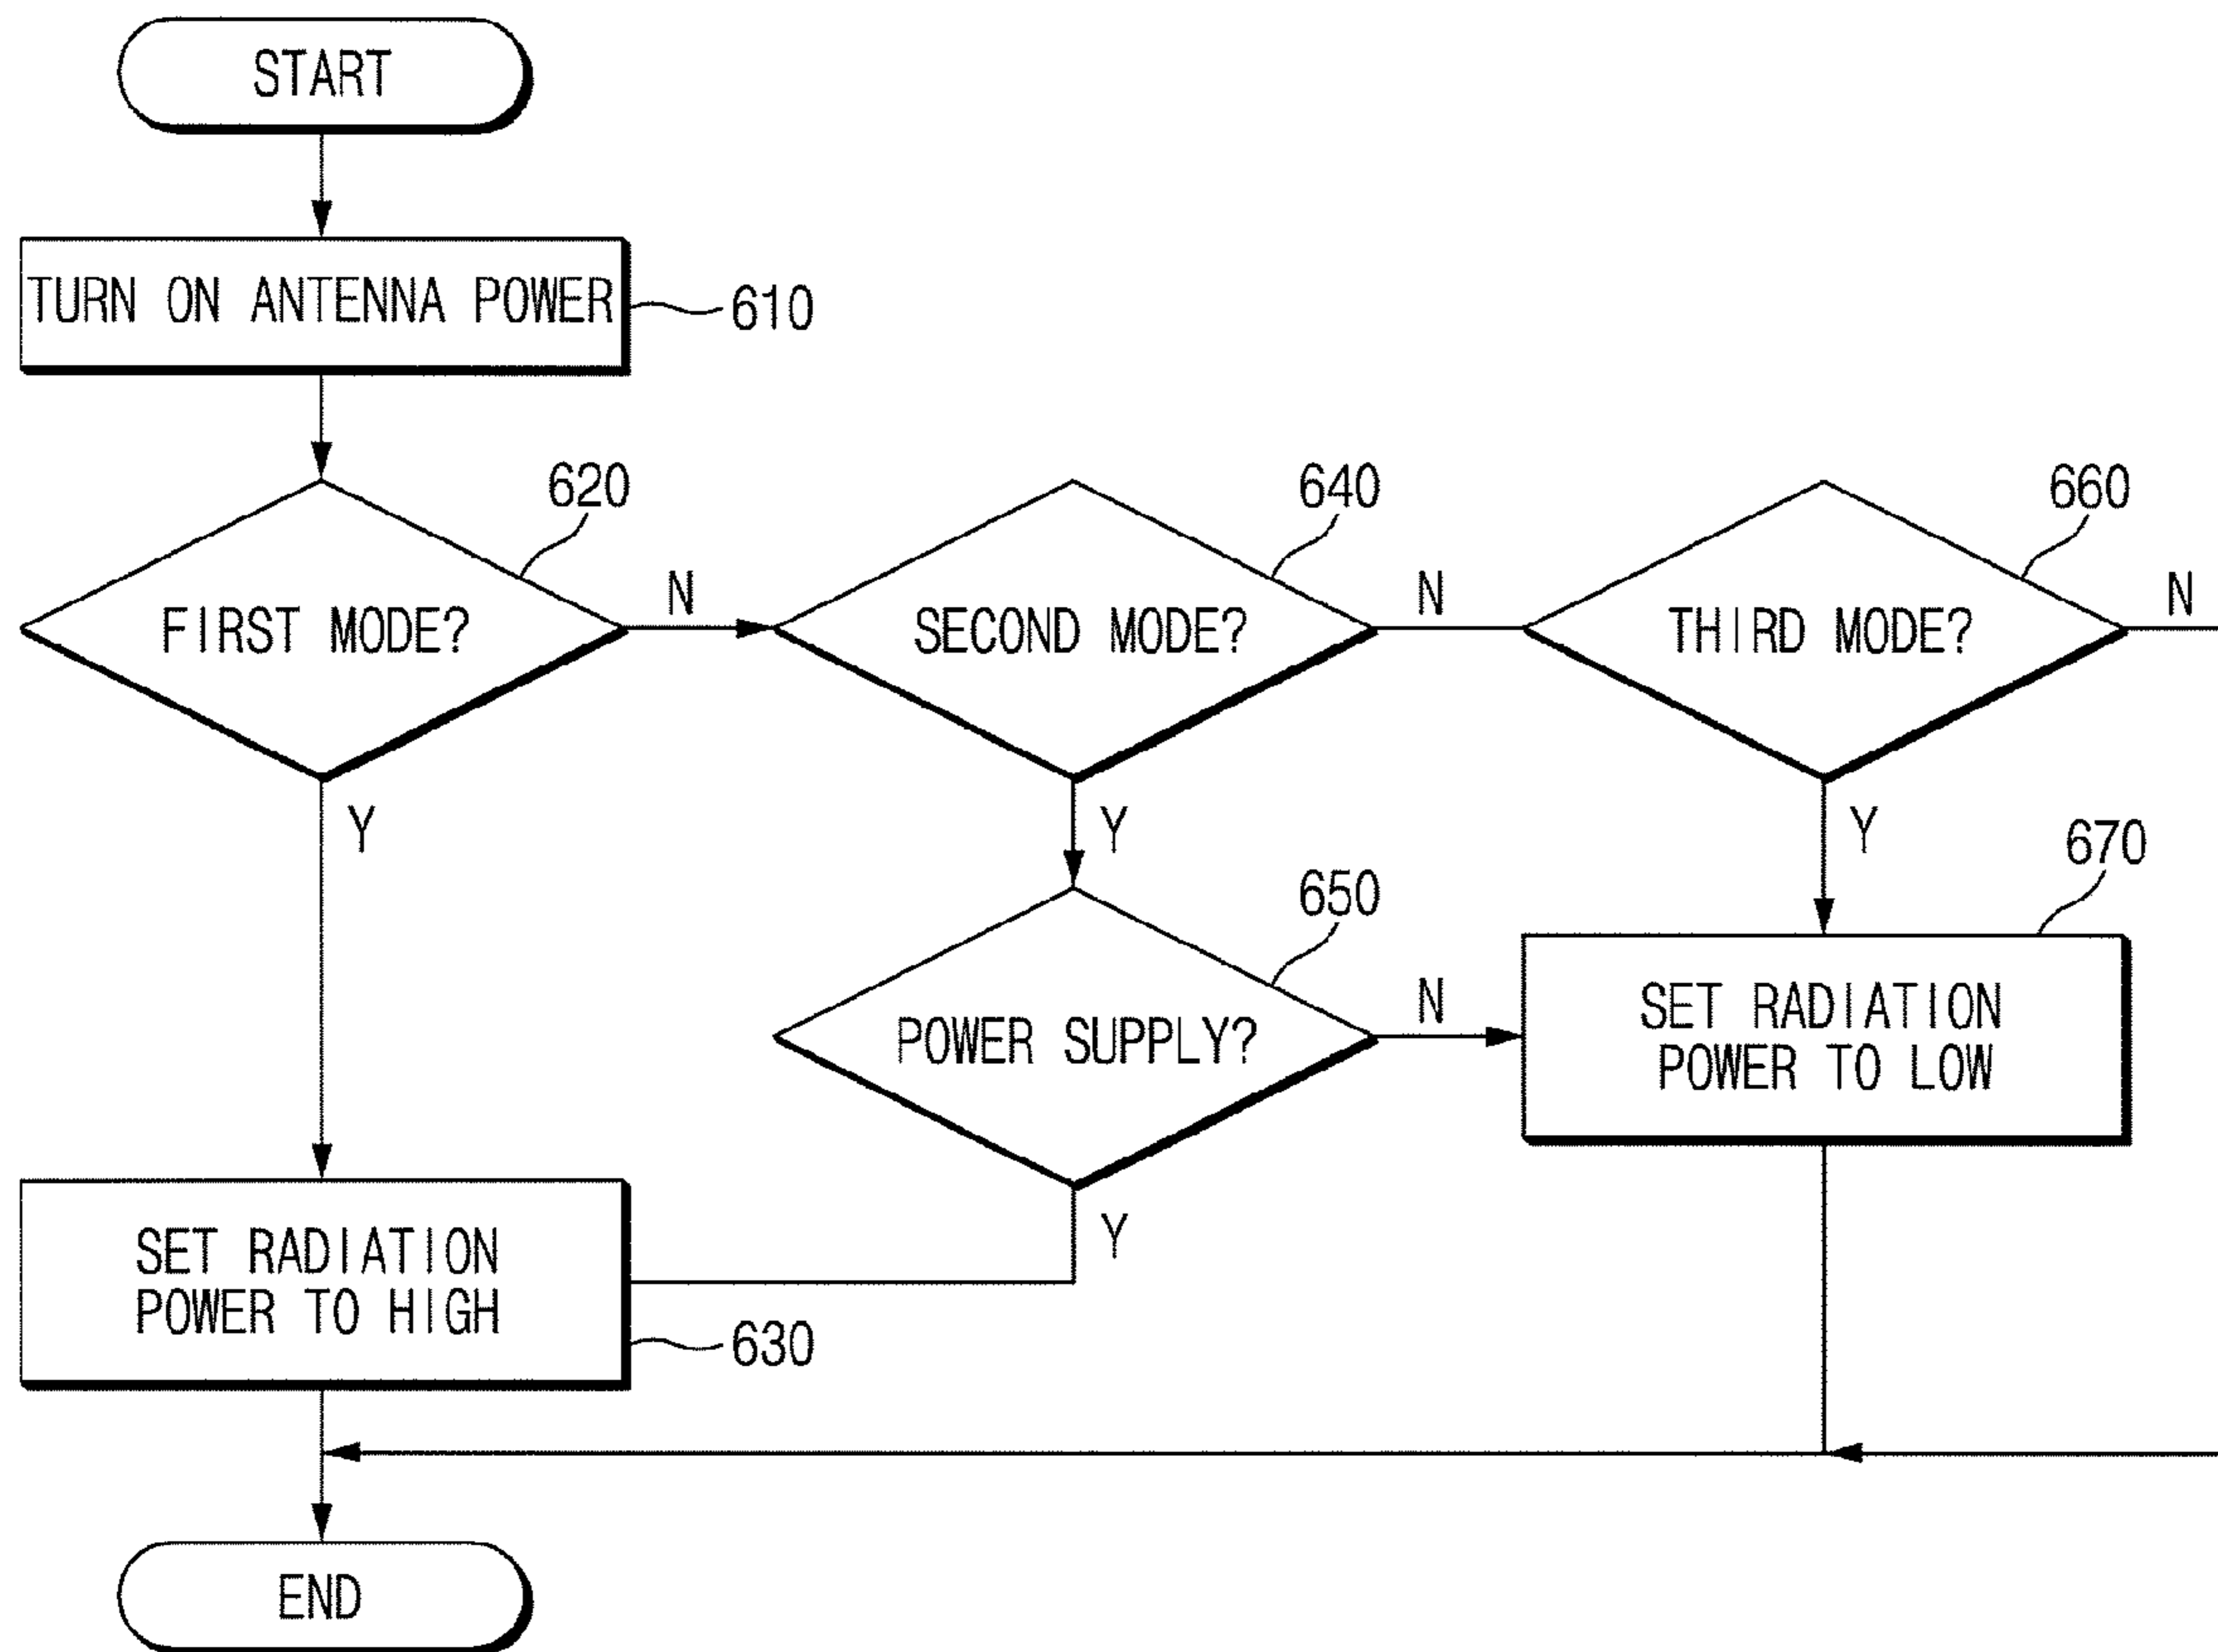 START
TURN ON ANTENNA POWER
610
620
640
660
FIRST MODE?
N
SECOND MODE?
N
THIRD MODE?
N
Y
Y
Y
670
650
POWER SUPPLY?
N
SET RADIATION
POWER TO LOW
Y
SET RADIATION
POWER TO HIGH
630
END